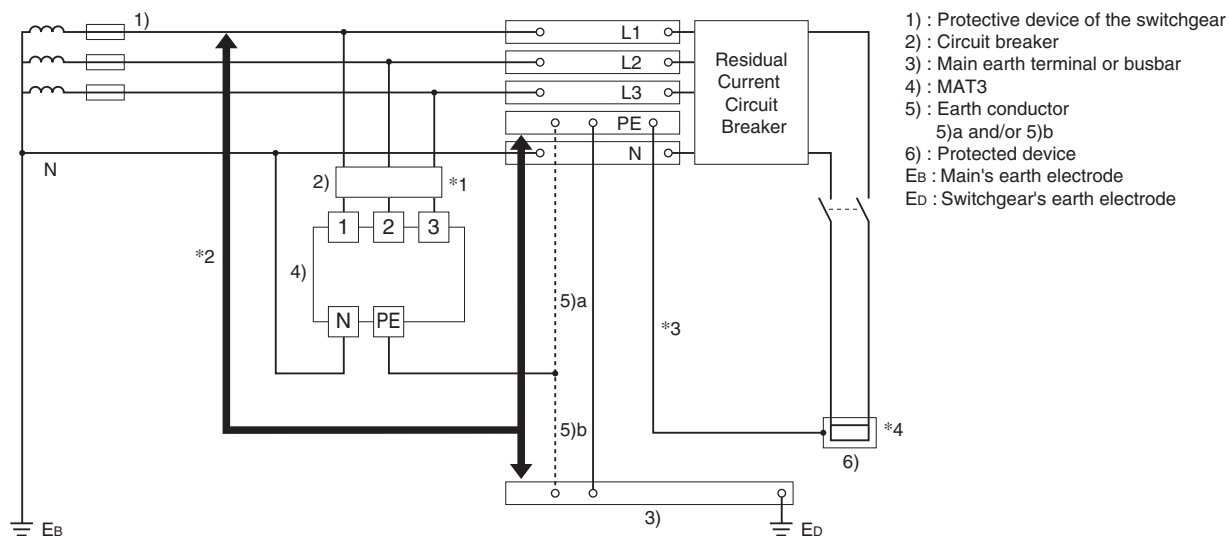 1)
L1
L2
L3
PE
N
Residual
Current
Circuit
Breaker
N
2)
*1
1 2 3
*2
4)
N PE
5)a
*3
5)b
*4
6)
3)
EB
ED
1) : Protective device of the switchgear
2) : Circuit breaker
3) : Main earth terminal or busbar
4) : MAT3
5) : Earth conductor
5)a and/or 5)b
6) : Protected device
EB : Main's earth electrode
ED : Switchgear's earth electrode